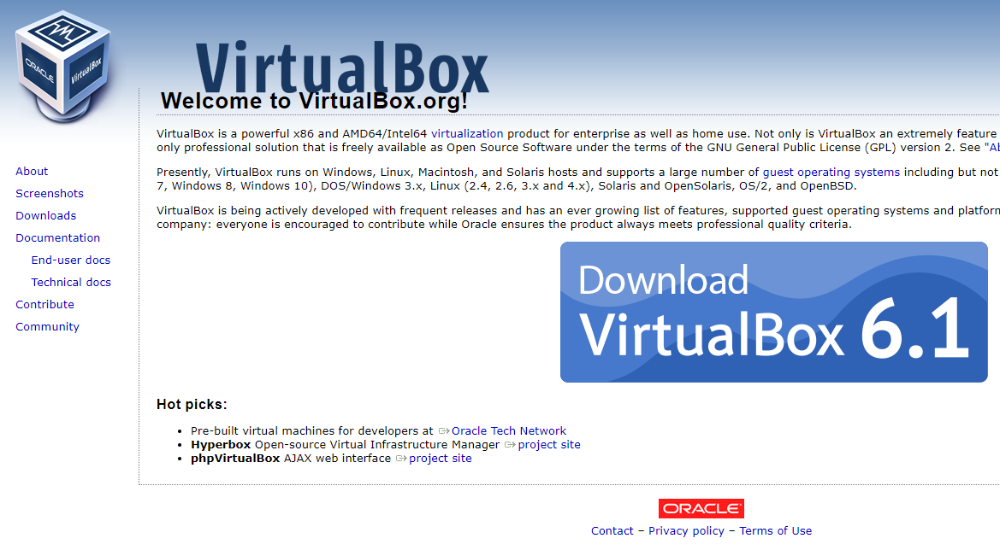 ORACLE
VirtualBox
VirtualBox
Welcome to VirtualBox.org!
About
Screenshots
Downloads
Documentation
End-user docs
Technical docs
Contribute
Community
VirtualBox is a powerful x86 and AMD64/Intel64 virtualization product for enterprise as well as home use. Not only is VirtualBox an extremely feature
only professional solution that is freely available as Open Source Software under the terms of the GNU General Public License (GPL) version 2. See "Ab
Presently, VirtualBox runs on Windows, Linux, Macintosh, and Solaris hosts and supports a large number of guest operating systems including but not
7, Windows 8, Windows 10), DOS/Windows 3.x, Linux (2.4, 2.6, 3.x and 4.x), Solaris and OpenSolaris, OS/2, and OpenBSD.
VirtualBox is being actively developed with frequent releases and has an ever growing list of features, supported guest operating systems and platform
company: everyone is encouraged to contribute while Oracle ensures the product always meets professional quality criteria.
Download
VirtualBox 6.1
Hot picks:
Pre-built virtual machines for developers at Oracle Tech Network
Hyperbox Open-source Virtual Infrastructure Manager project site
phpVirtualBox AJAX web interface project site
ORACLE
Contact – Privacy policy – Terms of Use